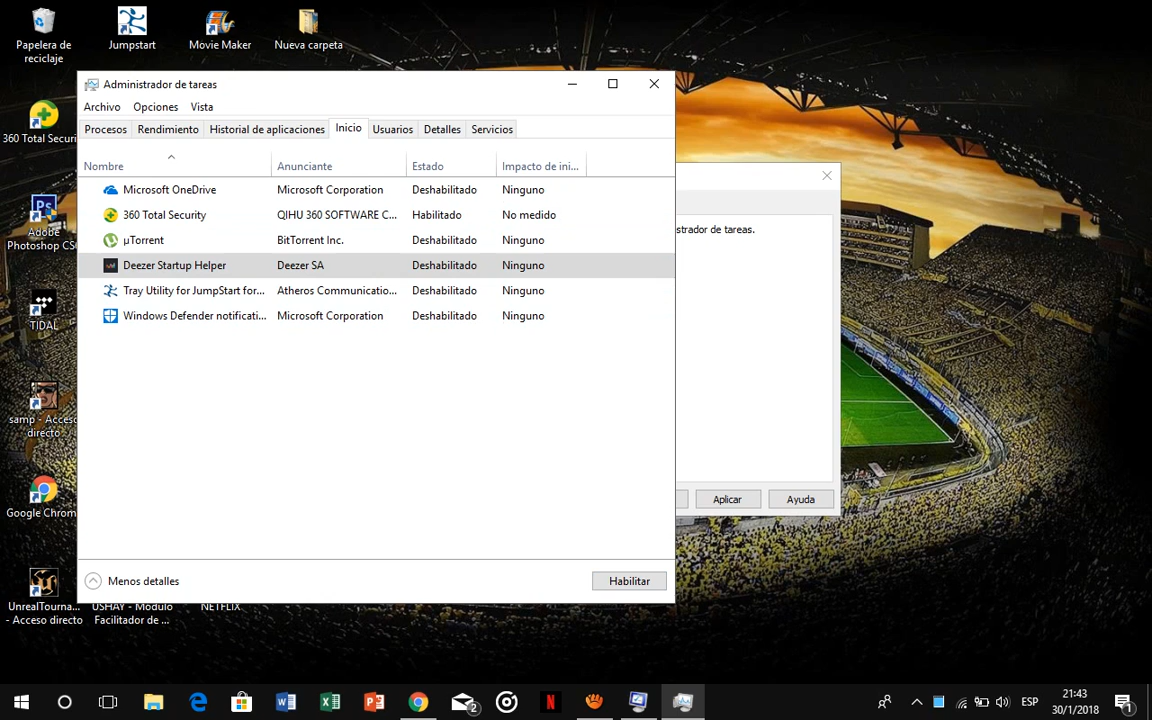 Papelera de
reciclaje
Jumpstart
Movie Maker
Nueva carpeta
360 Total Securi
Adobe
Photoshop CS
TIDAL
samp - Acceso
directo
Google Chrom
UnrealTourna...
- Acceso directo
USHAY - Módulo
Facilitador de ...
NETFLIX
Administrador de tareas
Archivo Opciones Vista
Procesos Rendimiento Historial de aplicaciones Inicio Usuarios Detalles Servicios
Nombre Anunciante Estado Impacto de ini...
Microsoft OneDrive Microsoft Corporation Deshabilitado Ninguno
360 Total Security QIHU 360 SOFTWARE C... Habilitado No medido
µTorrent BitTorrent Inc. Deshabilitado Ninguno
Deezer Startup Helper Deezer SA Deshabilitado Ninguno
Tray Utility for JumpStart for... Atheros Communicatio... Deshabilitado Ninguno
Windows Defender notificati... Microsoft Corporation Deshabilitado Ninguno
Menos detalles
Habilitar
strador de tareas.
Aplicar
Ayuda
2
ESP
21:43
30/1/2018
1